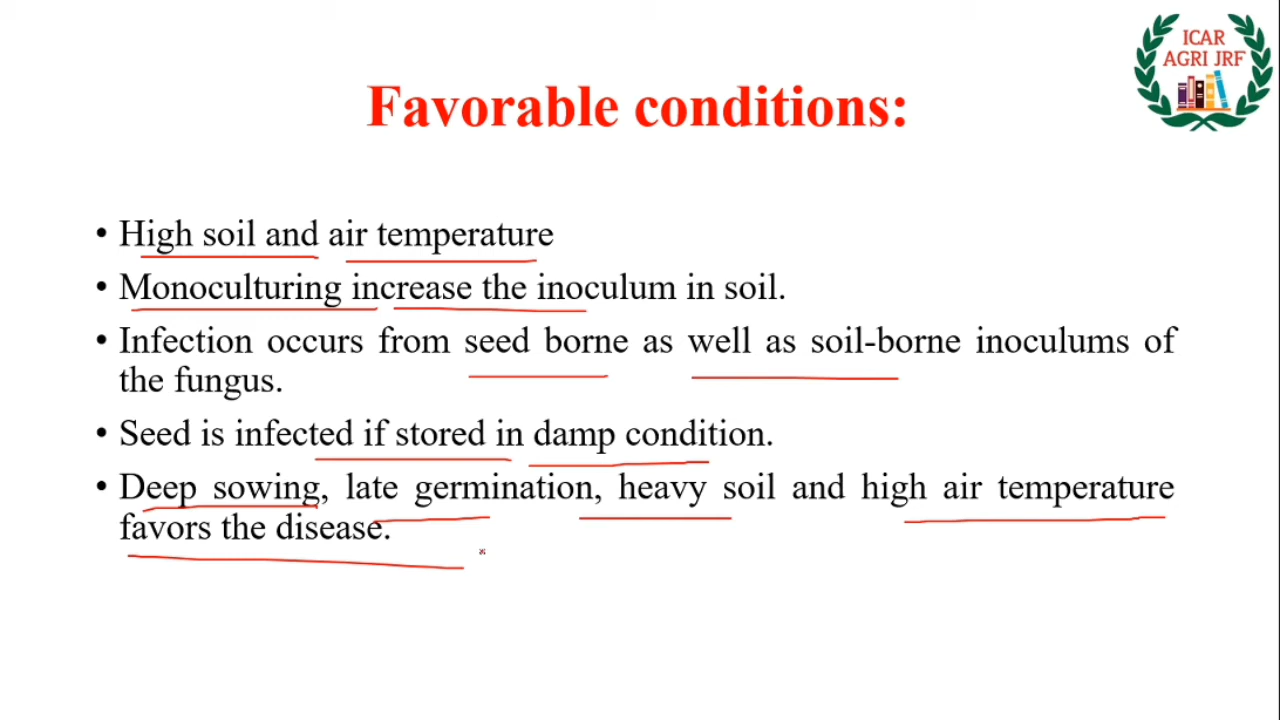 ICAR
AGRI JRF
Favorable conditions:
• High soil and air temperature
• Monoculturing increase the inoculum in soil.
• Infection occurs from seed borne as well as soil-borne inoculums of
the fungus.
• Seed is infected if stored in damp condition.
• Deep sowing, late germination, heavy soil and high air temperature
favors the disease.